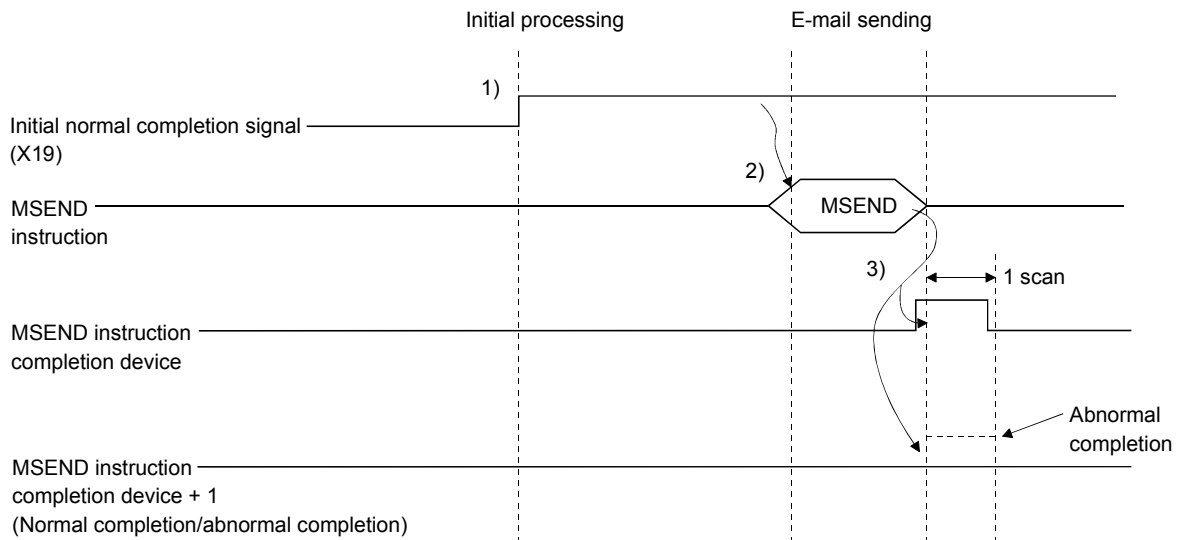 Initial processing
E-mail sending
1)
Initial normal completion signal
(X19)
2)
MSEND
MSEND
instruction
3)
1 scan
MSEND instruction
completion device
Abnormal
completion
MSEND instruction
completion device + 1
(Normal completion/abnormal completion)